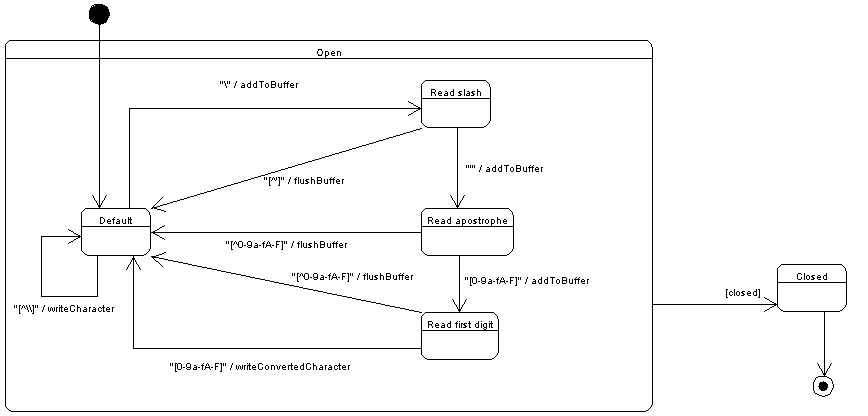 Open
"\" / addToBuffer
Read slash
"'" / addToBuffer
"[^]" / flushBuffer
Default
Read apostrophe
"[^0-9a-fA-F]" / flushBuffer
"[^0-9a-fA-F]" / flushBuffer
"[0-9a-fA-F]" / addToBuffer
Closed
[closed]
"[^\\]" / writeCharacter
Read first digit
"[0-9a-fA-F]" / writeConvertedCharacter